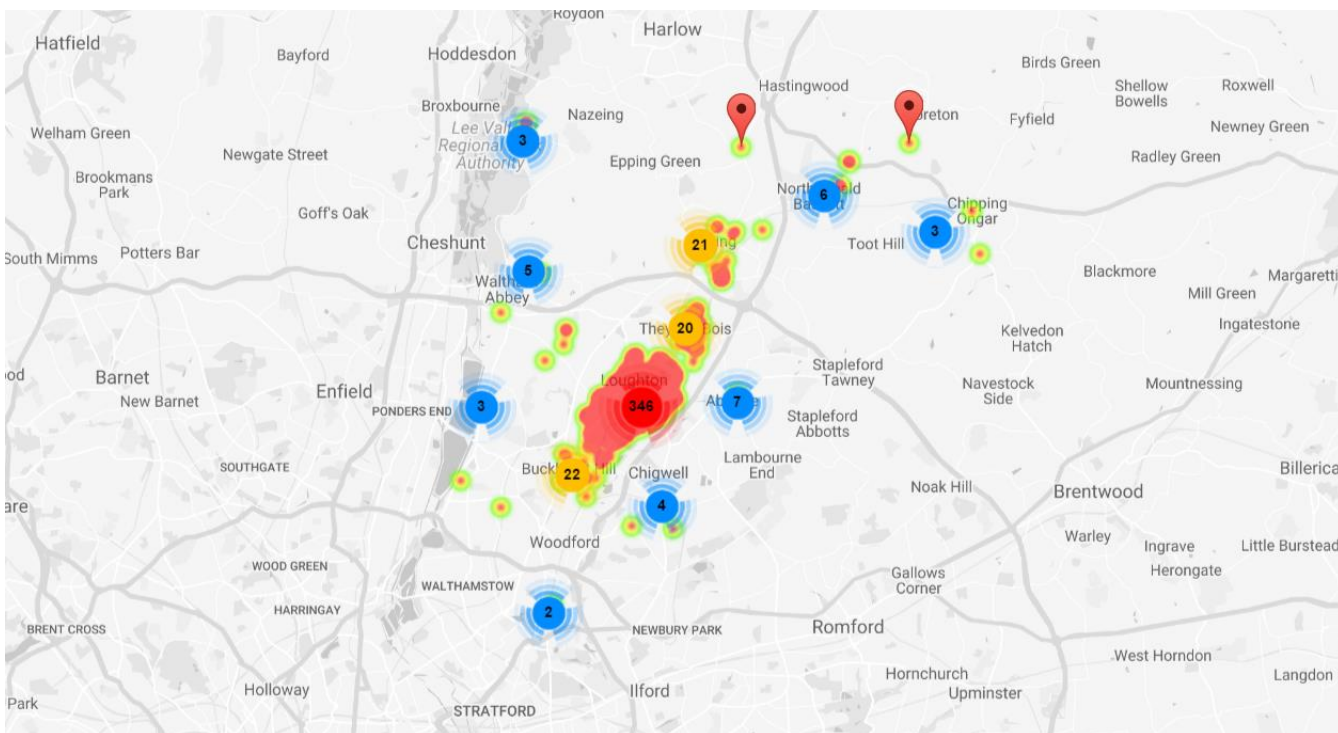 Roydon
Harlow
Hatfield
Bayford
Hoddesdon
Birds Green
Hastingwood
Shellow
Bowells
Roxwell
Broxbourne
Nazeing
Fyfield
Newney Green
Welham Green
Lee Val
Regional
Authority
3
Newgate Street
Epping Green
Radley Green
Brookmans
Park
North
6
Chipping
Ongar
Goff's Oak
3
Cheshunt
21
Toot Hill
South Mimms
Potters Bar
5
Waltham
Abbey
Blackmore
Margaretti
Mill Green
20
Ingatestone
Kelvedon
Hatch
Stapleford
Tawney
Barnet
Enfield
Loughton
Navestock
Side
Mountnessing
New Barnet
PONDERS END
3
346
7
Stapleford
Abbotts
SOUTHGATE
22
Hill
Chigwell
Lambourne
End
Billerica
Noak Hill
Brentwood
4
Woodford
Warley
Ingrave
Little Burstead
WOOD GREEN
Herongate
WALTHAMSTOW
Gallows
Corner
HARRINGAY
2
BRENT CROSS
NEWBURY PARK
Romford
West Horndon
Hornchurch
Langdon
Holloway
Ilford
Upminster
Park
STRATFORD